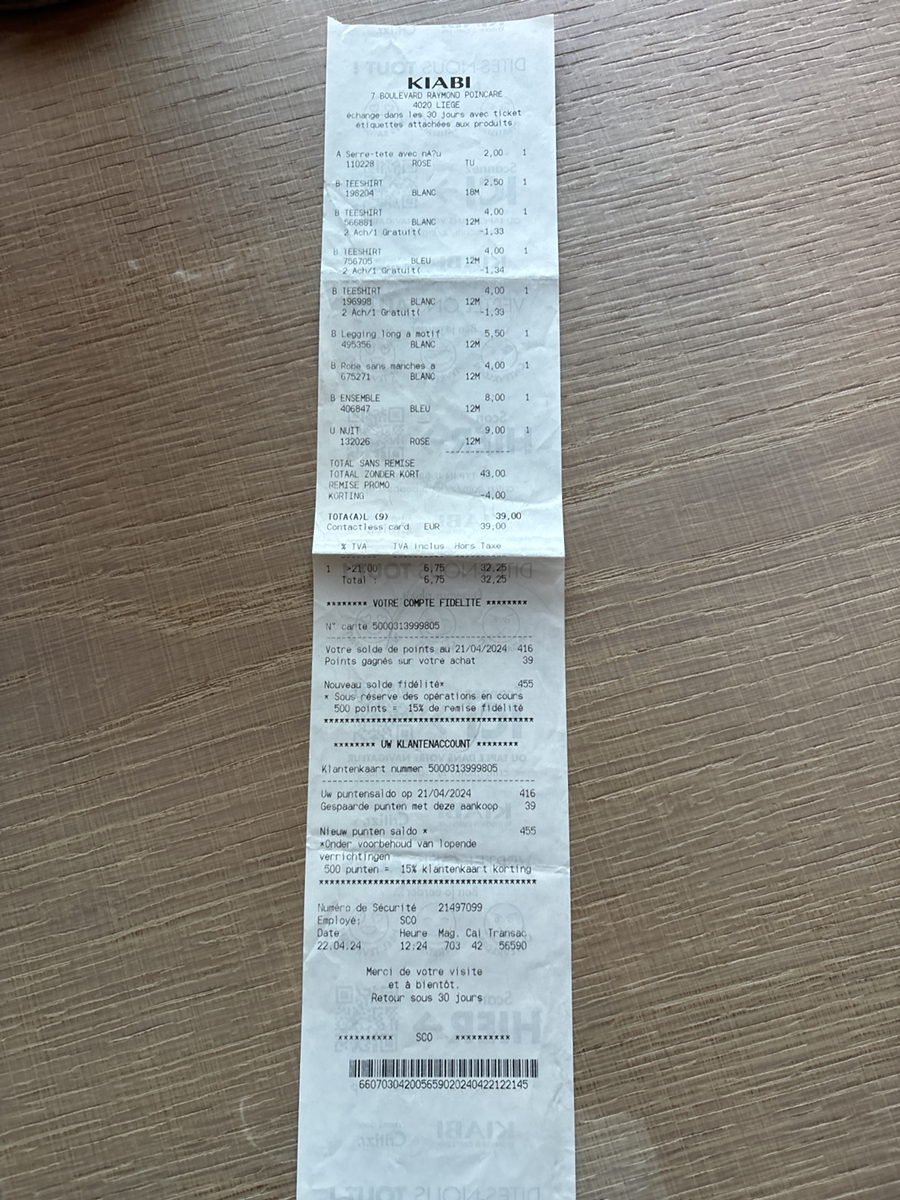 KIABI
7 BOULEVARD RAYMOND POINCARE
4020 LIEGE
échange dans les 30 jours avec ticket
étiquettes attachées aux produits
A Serre-tete avec nA?u 2,00 1
110228 ROSE TU
B TEESHIRT 2,50 1
198204 BLANC 18M
B TEESHIRT 4,00 1
566881 BLANC 12M
2 Ach/1 Gratuit( -1,33
B TEESHIRT 4,00 1
756705 BLEU 12M
2 Ach/1 Gratuit( -1,34
B TEESHIRT 4,00 1
196998 BLANC 12M
2 Ach/1 Gratuit( -1,33
B Legging long a motif 5,50 1
495356 BLANC 12M
B Robe sans manches a 4,00 1
675271 BLANC 12M
B ENSEMBLE 8,00 1
406847 BLEU 12M
U NUIT 9,00 1
132026 ROSE 12M
------------
TOTAL SANS REMISE
TOTAAL ZONDER KORT 43,00
REMISE PROMO
KORTING -4,00
TOTA(A)L (9) 39,00
Contactless card EUR 39,00
% TVA TVA inclus Hors Taxe
1 >21.00 6,75 32,25
Total : 6,75 32,25
******** VOTRE COMPTE FIDELITE ********
N° carte 5000313999805
Votre solde de points au 21/04/2024 416
Points gagnés sur votre achat 39
Nouveau solde fidélité* 455
* Sous réserve des opérations en cours
500 points = 15% de remise fidélité
******** UW KLANTENACCOUNT ********
Klantenkaart nummer 5000313999805
Uw puntensaldo op 21/04/2024 416
Gespaarde punten met deze aankoop 39
Nieuw punten saldo * 455
*Onder voorbehoud van lopende
verrichtingen
500 punten = 15% klantenkaart korting
Numéro de Sécurité 21497099
Employé: SCO
Date Heure Mag. Cai Transac
22.04.24 12:24 703 42 56590
Merci de votre visite
et à bientôt.
Retour sous 30 jours
********** SCO **********
660703042005659020240422122145